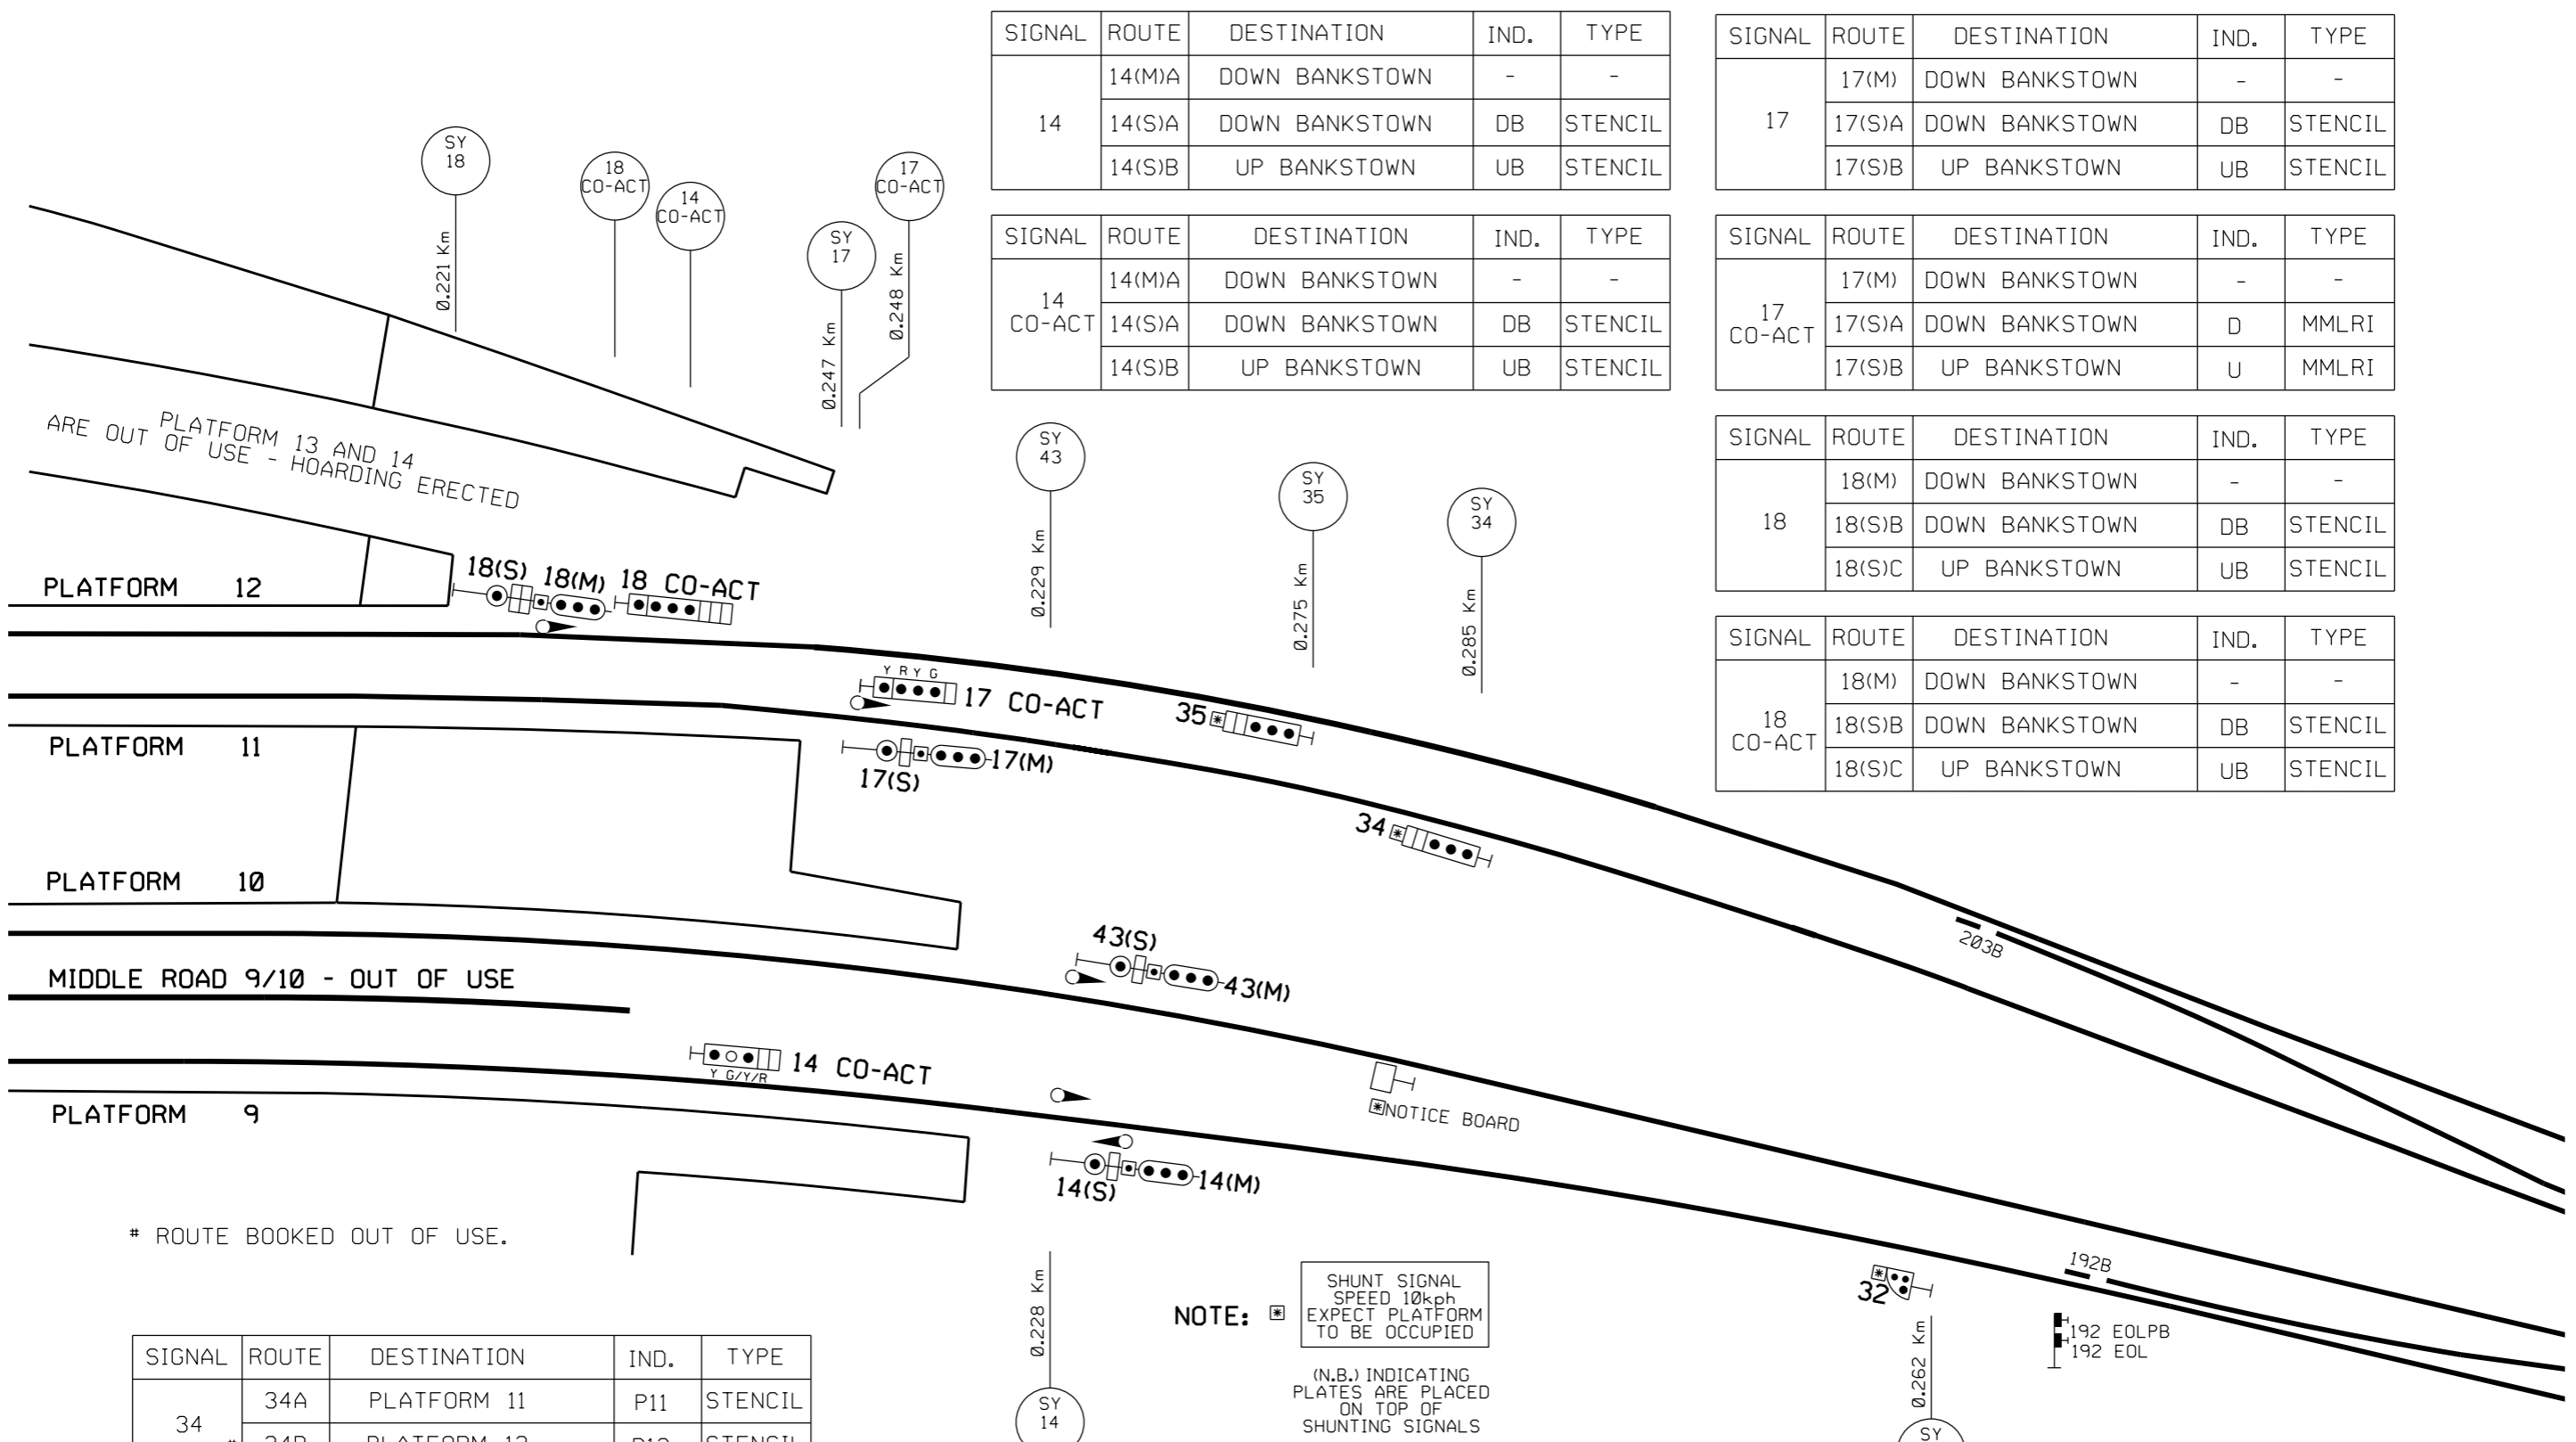 SIGNAL ROUTE DESTINATION IND. TYPE
14 14(M)A DOWN BANKSTOWN - -
14(S)A DOWN BANKSTOWN DB STENCIL
14(S)B UP BANKSTOWN UB STENCIL
SIGNAL ROUTE DESTINATION IND. TYPE
17 17(M) DOWN BANKSTOWN - -
17(S)A DOWN BANKSTOWN DB STENCIL
17(S)B UP BANKSTOWN UB STENCIL
SIGNAL ROUTE DESTINATION IND. TYPE
14 CO-ACT 14(M)A DOWN BANKSTOWN - -
14(S)A DOWN BANKSTOWN DB STENCIL
14(S)B UP BANKSTOWN UB STENCIL
SIGNAL ROUTE DESTINATION IND. TYPE
17 CO-ACT 17(M) DOWN BANKSTOWN - -
17(S)A DOWN BANKSTOWN D MMLRI
17(S)B UP BANKSTOWN U MMLRI
SIGNAL ROUTE DESTINATION IND. TYPE
18 18(M) DOWN BANKSTOWN - -
18(S)B DOWN BANKSTOWN DB STENCIL
18(S)C UP BANKSTOWN UB STENCIL
SIGNAL ROUTE DESTINATION IND. TYPE
18 CO-ACT 18(M) DOWN BANKSTOWN - -
18(S)B DOWN BANKSTOWN DB STENCIL
18(S)C UP BANKSTOWN UB STENCIL
SY
18
0.221 Km
18
CO-ACT
14
CO-ACT
SY
17
0.247 Km
17
CO-ACT
0.248 Km
SY
43
0.229 Km
SY
35
0.275 Km
SY
34
0.285 Km
PLATFORM 13 AND 14
ARE OUT OF USE - HOARDING ERECTED
PLATFORM 12
18(S) 18(M) 18 CO-ACT
Y R Y G
17 CO-ACT
35
PLATFORM 11
17(S) 17(M)
34
PLATFORM 10
203B
43(S)
43(M)
MIDDLE ROAD 9/10 - OUT OF USE
14 CO-ACT
Y G/Y/R
NOTICE BOARD
PLATFORM 9
14(S) 14(M)
# ROUTE BOOKED OUT OF USE.
192B
32
192 EOLPB
192 EOL
0.228 Km
SY
14
NOTE:
SHUNT SIGNAL
SPEED 10kph
EXPECT PLATFORM
TO BE OCCUPIED
(N.B.) INDICATING
PLATES ARE PLACED
ON TOP OF
SHUNTING SIGNALS
0.262 Km
SY
SIGNAL ROUTE DESTINATION IND. TYPE
34 34A PLATFORM 11 P11 STENCIL